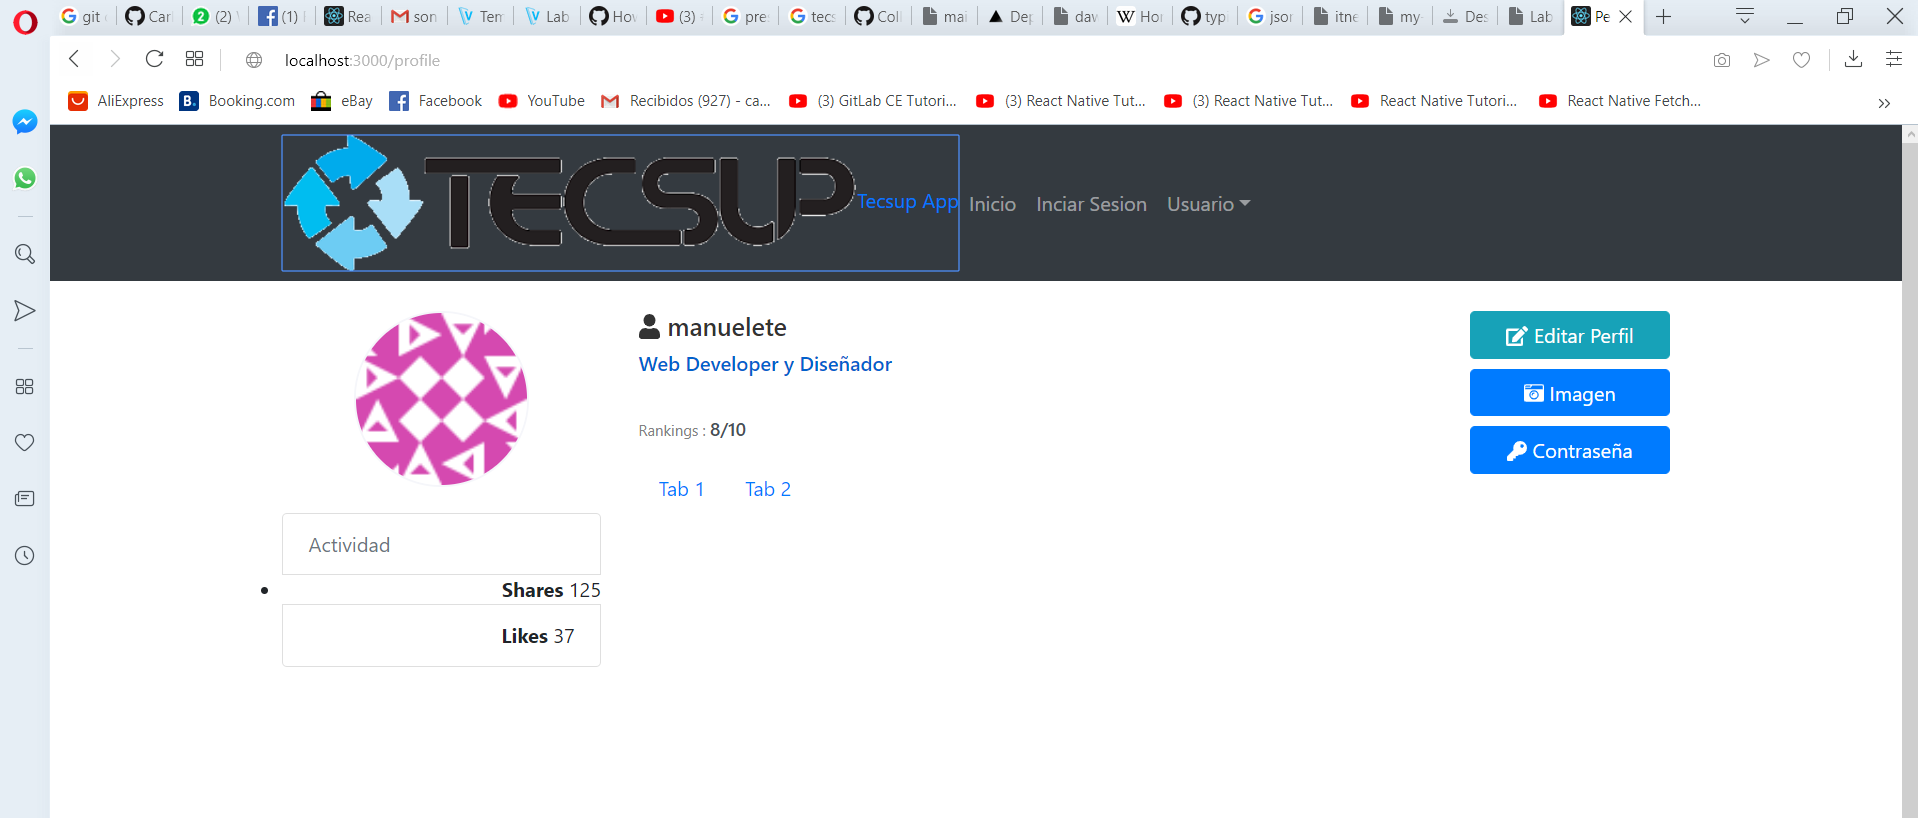 git Carl (2) (1) Rea son Tem Lab Hov (3) pre: tecs Coll mai Dep dav Hor typ json itne my- Des Lab Pe
localhost:3000/profile
AliExpress Booking.com eBay Facebook YouTube Recibidos (927) - ca... (3) GitLab CE Tutori... (3) React Native Tut... (3) React Native Tut... React Native Tutori... React Native Fetch...
TECSUP Tecsup App Inicio Inciar Sesion Usuario
manuelete
Web Developer y Diseñador
Rankings : 8/10
Tab 1 Tab 2
Editar Perfil
Imagen
Contraseña
Actividad
Shares 125
Likes 37